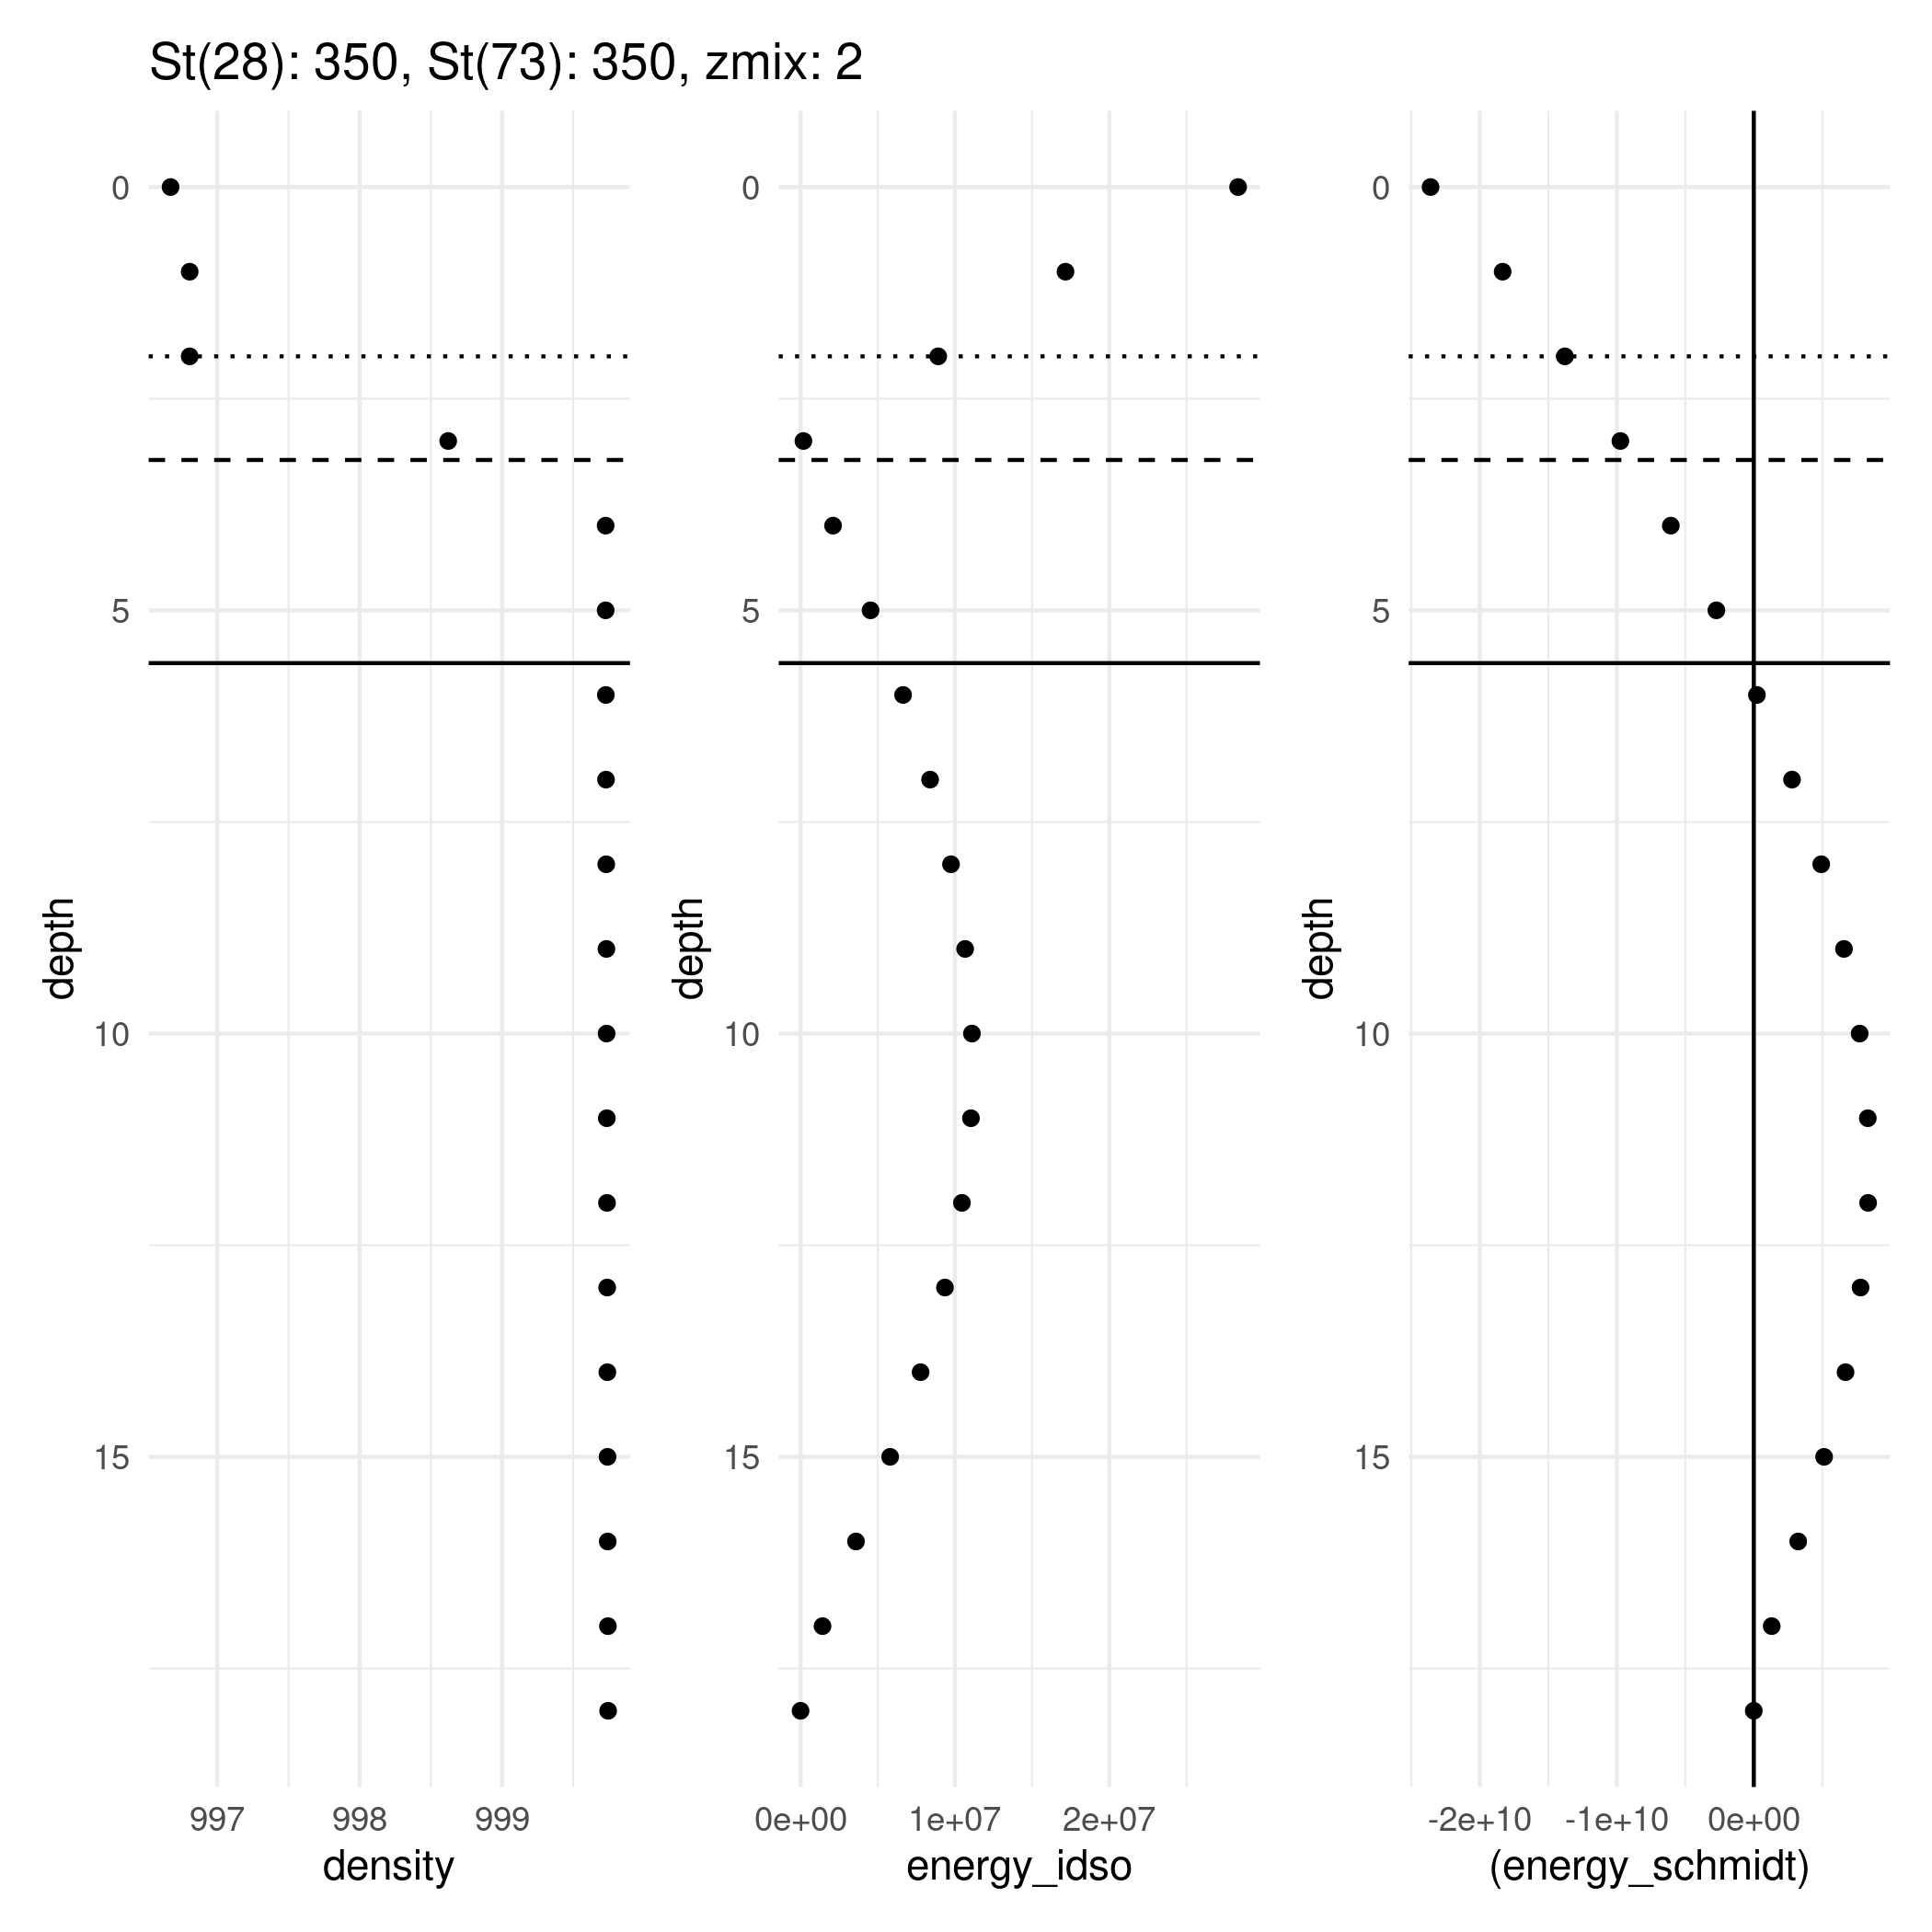 St(28): 350, St(73): 350, zmix: 2
depth
0
5
10
15
997 998 999
density
depth
0
5
10
15
0e+00 1e+07 2e+07
energy_idso
depth
0
5
10
15
-2e+10 -1e+10 0e+00
(energy_schmidt)